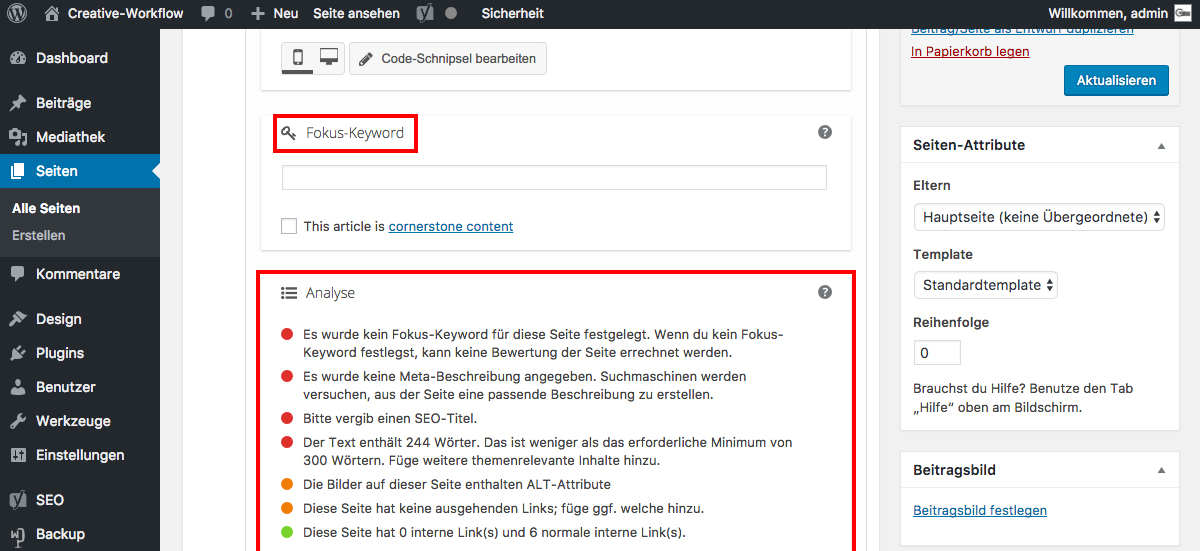 Creative-Workflow
0
Neu
Seite ansehen
Sicherheit
Willkommen, admin
Dashboard
Beiträge
Mediathek
Seiten
Alle Seiten
Erstellen
Kommentare
Design
Plugins
Benutzer
Werkzeuge
Einstellungen
SEO
Backup
Code-Schnipsel bearbeiten
Fokus-Keyword
This article is cornerstone content
Analyse
Es wurde kein Fokus-Keyword für diese Seite festgelegt. Wenn du kein Fokus-
Keyword festlegst, kann keine Bewertung der Seite errechnet werden.
Es wurde keine Meta-Beschreibung angegeben. Suchmaschinen werden
versuchen, aus der Seite eine passende Beschreibung zu erstellen.
Bitte vergib einen SEO-Titel.
Der Text enthält 244 Wörter. Das ist weniger als das erforderliche Minimum von
300 Wörtern. Füge weitere themenrelevante Inhalte hinzu.
Die Bilder auf dieser Seite enthalten ALT-Attribute
Diese Seite hat keine ausgehenden Links; füge ggf. welche hinzu.
Diese Seite hat 0 interne Link(s) und 6 normale interne Link(s).
Beitrag/Seite als Entwurf duplizieren
In Papierkorb legen
Aktualisieren
Seiten-Attribute
Eltern
Hauptseite (keine Übergeordnete)
Template
Standardtemplate
Reihenfolge
0
Brauchst du Hilfe? Benutze den Tab
„Hilfe“ oben am Bildschirm.
Beitragsbild
Beitragsbild festlegen